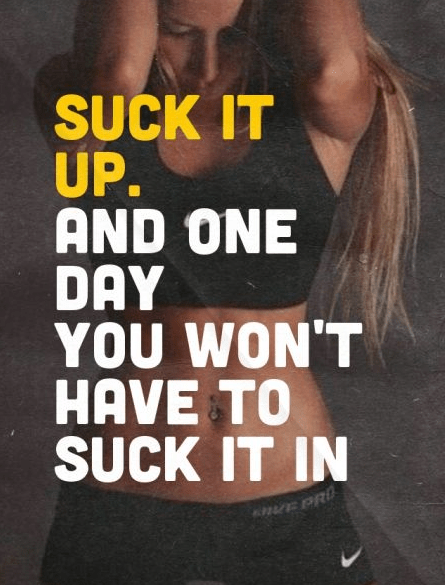 SUCK IT
UP.
AND ONE
DAY
YOU WON'T
HAVE TO
SUCK IT IN
NIKE PRO